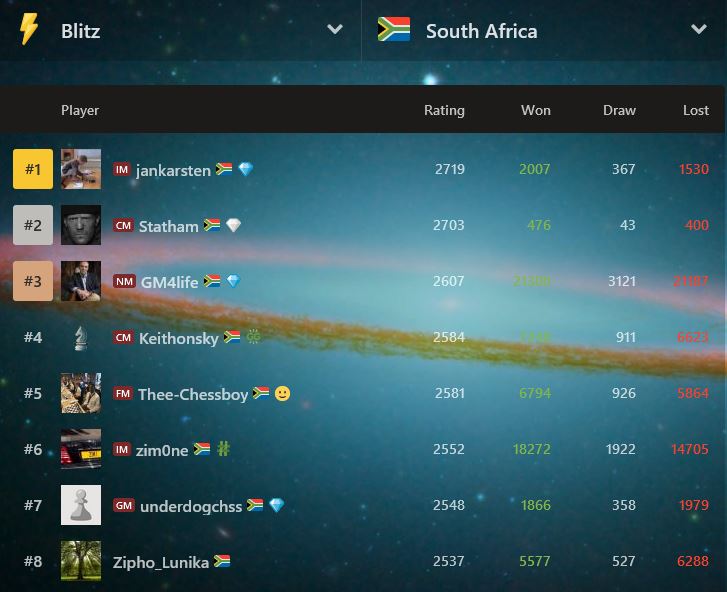 Blitz South Africa
Player Rating Won Draw Lost
#1 IM jankarsten 2719 2007 367 1530
#2 CM Statham 2703 476 43 400
#3 NM GM4life 2607 3121
#4 CM Keithonsky 2584 911 6623
#5 FM Thee-Chessboy 2581 6794 926 5864
#6 IM zim0ne 2552 18272 1922 14705
#7 GM underdogchss 2548 1866 358 1979
#8 Zipho_Lunika 2537 5577 527 6288